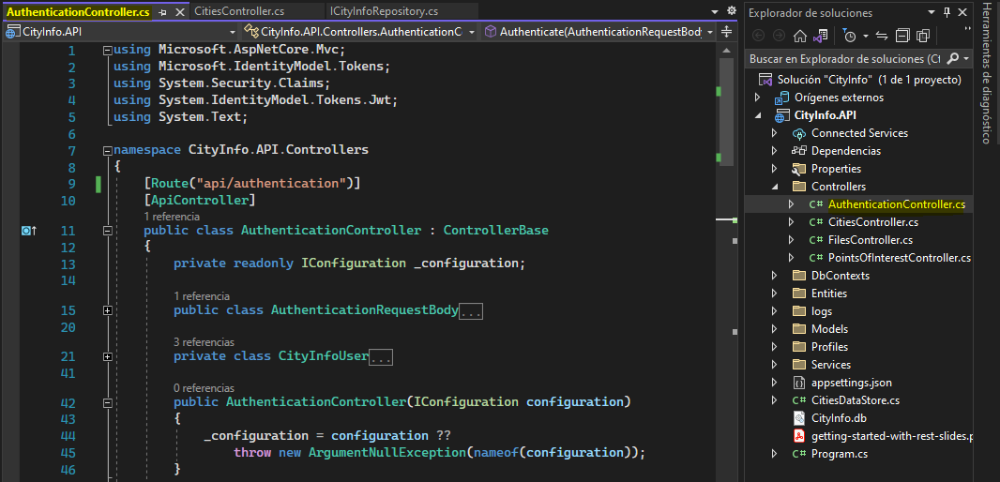 AuthenticationController.cs
CitiesController.cs
ICityInfoRepository.cs
CityInfo.API
CityInfo.API.Controllers.AuthenticationC
Authenticate(AuthenticationRequestBody
1 using Microsoft.AspNetCore.Mvc;
2 using Microsoft.IdentityModel.Tokens;
3 using System.Security.Claims;
4 using System.IdentityModel.Tokens.Jwt;
5 using System.Text;
6
7 namespace CityInfo.API.Controllers
8 {
9 [Route("api/authentication")]
10 [ApiController]
1 referencia
11 public class AuthenticationController : ControllerBase
12 {
13 private readonly IConfiguration _configuration;
14
1 referencia
15 public class AuthenticationRequestBody...
20
3 referencias
21 private class CityInfoUser...
41
0 referencias
42 public AuthenticationController(IConfiguration configuration)
43 {
44 _configuration = configuration ??
45 throw new ArgumentNullException(nameof(configuration));
46 }
Explorador de soluciones
Buscar en Explorador de soluciones (Ct
Solución "CityInfo" (1 de 1 proyecto)
Orígenes externos
CityInfo.API
Connected Services
Dependencias
Properties
Controllers
C# AuthenticationController.cs
C# CitiesController.cs
C# FilesController.cs
C# PointsOfInterestController.cs
DbContexts
Entities
logs
Models
Profiles
Services
appsettings.json
C# CitiesDataStore.cs
CityInfo.db
getting-started-with-rest-slides.p
C# Program.cs
Herramientas de diagnóstico